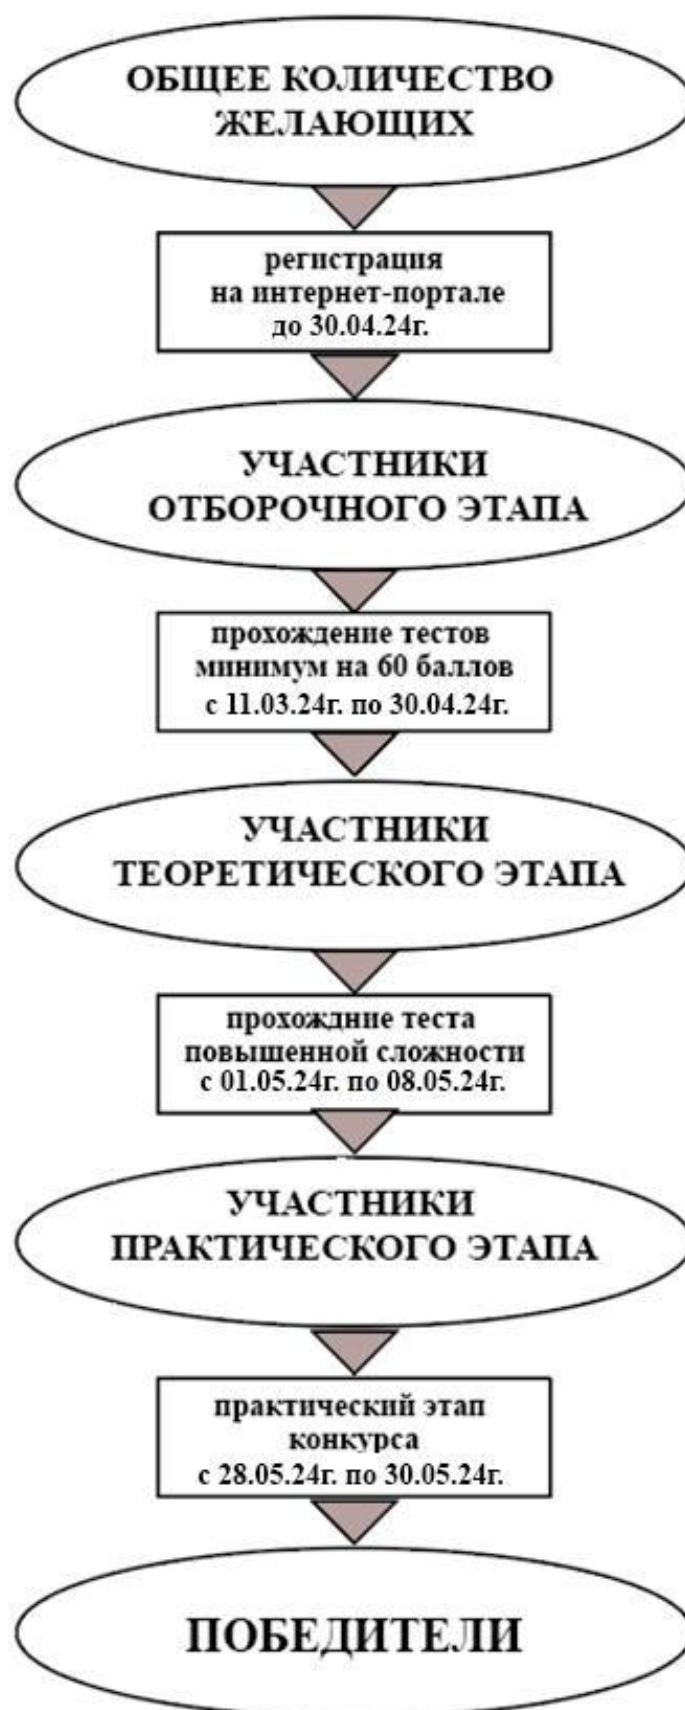 ОБЩЕЕ КОЛИЧЕСТВО
ЖЕЛАЮЩИХ
регистрация
на интернет-портале
до 30.04.24г.
УЧАСТНИКИ
ОТБОРОЧНОГО ЭТАПА
прохождение тестов
минимум на 60 баллов
с 11.03.24г. по 30.04.24г.
УЧАСТНИКИ
ТЕОРЕТИЧЕСКОГО ЭТАПА
прохождние теста
повышенной сложности
с 01.05.24г. по 08.05.24г.
УЧАСТНИКИ
ПРАКТИЧЕСКОГО ЭТАПА
практический этап
конкурса
с 28.05.24г. по 30.05.24г.
ПОБЕДИТЕЛИ